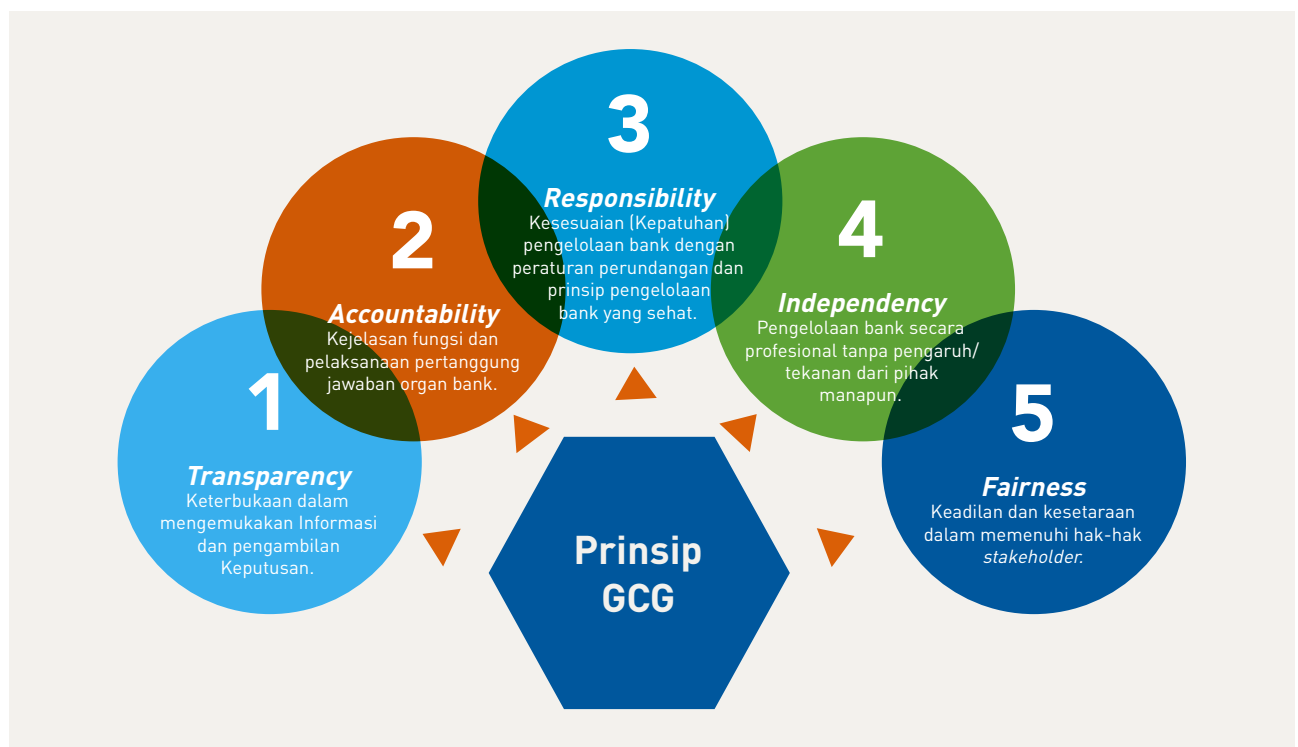 1
Transparency
Keterbukaan dalam
mengemukakan Informasi
dan pengambilan
Keputusan.
2
Accountability
Kejelasan fungsi dan
pelaksanaan pertanggung
jawaban organ bank.
3
Responsibility
Kesesuaian (Kepatuhan)
pengelolaan bank dengan
peraturan perundangan dan
prinsip pengelolaan
bank yang sehat.
4
Independency
Pengelolaan bank secara
profesional tanpa pengaruh/
tekanan dari pihak
manapun.
5
Fairness
Keadilan dan kesetaraan
dalam memenuhi hak-hak
stakeholder.
Prinsip
GCG